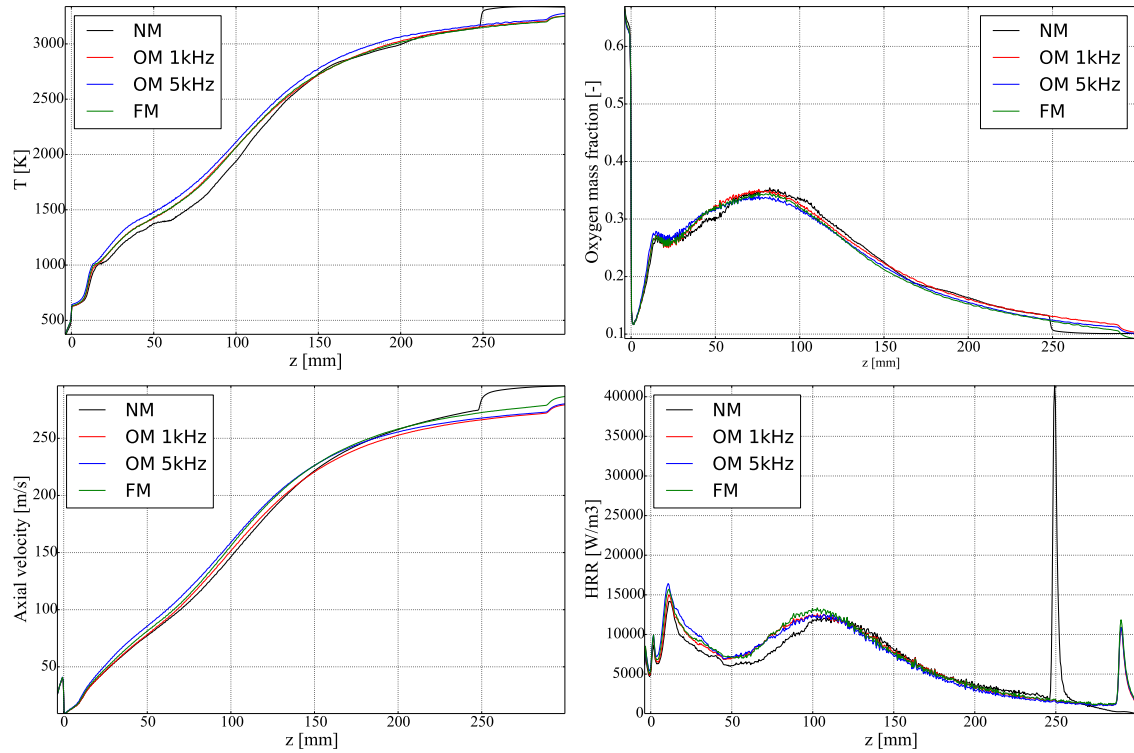 NM
OM 1kHz
OM 5kHz
FM
3000
2500
2000
1500
1000
500
T [K]
0 50 100 150 200 250
z [mm]
NM
OM 1kHz
OM 5kHz
FM
0.6
0.5
0.4
0.3
0.2
0.1
Oxygen mass fraction [-]
0 50 100 150 200 250
z [mm]
NM
OM 1kHz
OM 5kHz
FM
250
200
150
100
50
Axial velocity [m/s]
0 50 100 150 200 250
z [mm]
NM
OM 1kHz
OM 5kHz
FM
40000
35000
30000
25000
20000
15000
10000
5000
0
HRR [W/m3]
0 50 100 150 200 250
z [mm]